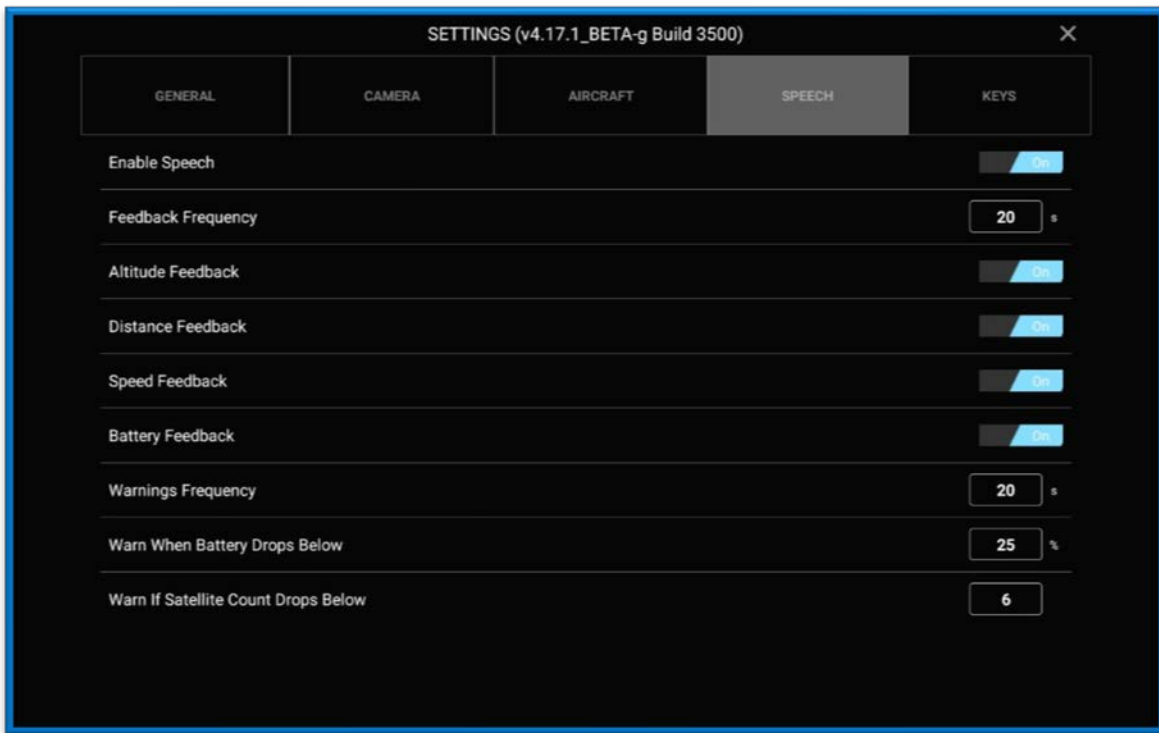 SETTINGS (v4.17.1_BETA-g Build 3500)
GENERAL CAMERA AIRCRAFT SPEECH KEYS
Enable Speech On
Feedback Frequency 20 s
Altitude Feedback On
Distance Feedback On
Speed Feedback On
Battery Feedback On
Warnings Frequency 20 s
Warn When Battery Drops Below 25 %
Warn If Satellite Count Drops Below 6